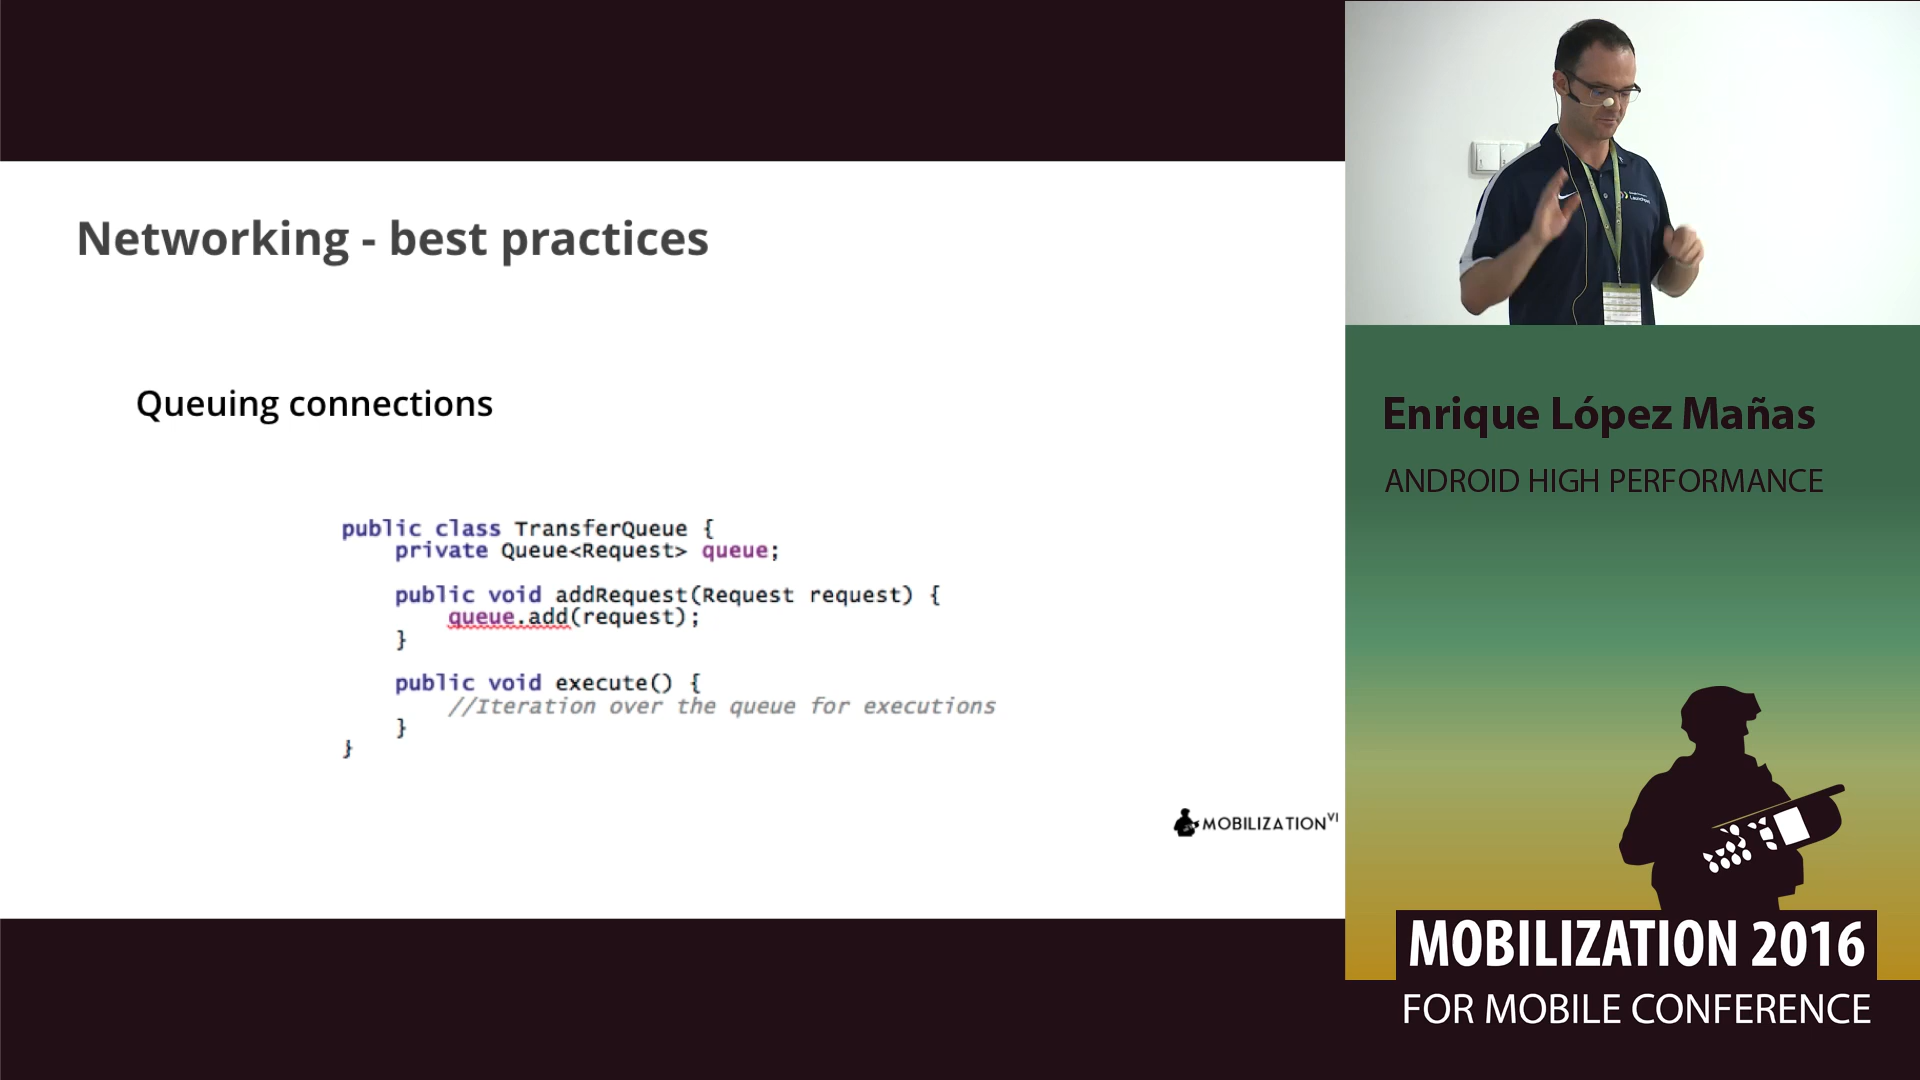 Networking - best practices
Queuing connections
public class TransferQueue {
private Queue<Request> queue;
public void addRequest(Request request) {
queue.add(request);
}
public void execute() {
//Iteration over the queue for executions
}
}
MOBILIZATION VI
Enrique López Mañas
ANDROID HIGH PERFORMANCE
MOBILIZATION 2016
FOR MOBILE CONFERENCE